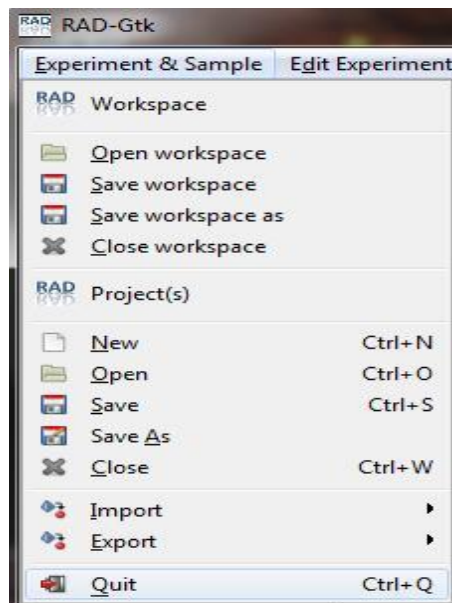 RAD RAD-Gtk
Experiment & Sample Edit Experiment
RAD Workspace
Open workspace
Save workspace
Save workspace as
Close workspace
RAD Project(s)
New Ctrl+N
Open Ctrl+O
Save Ctrl+S
Save As
Close Ctrl+W
Import
Export
Quit Ctrl+Q